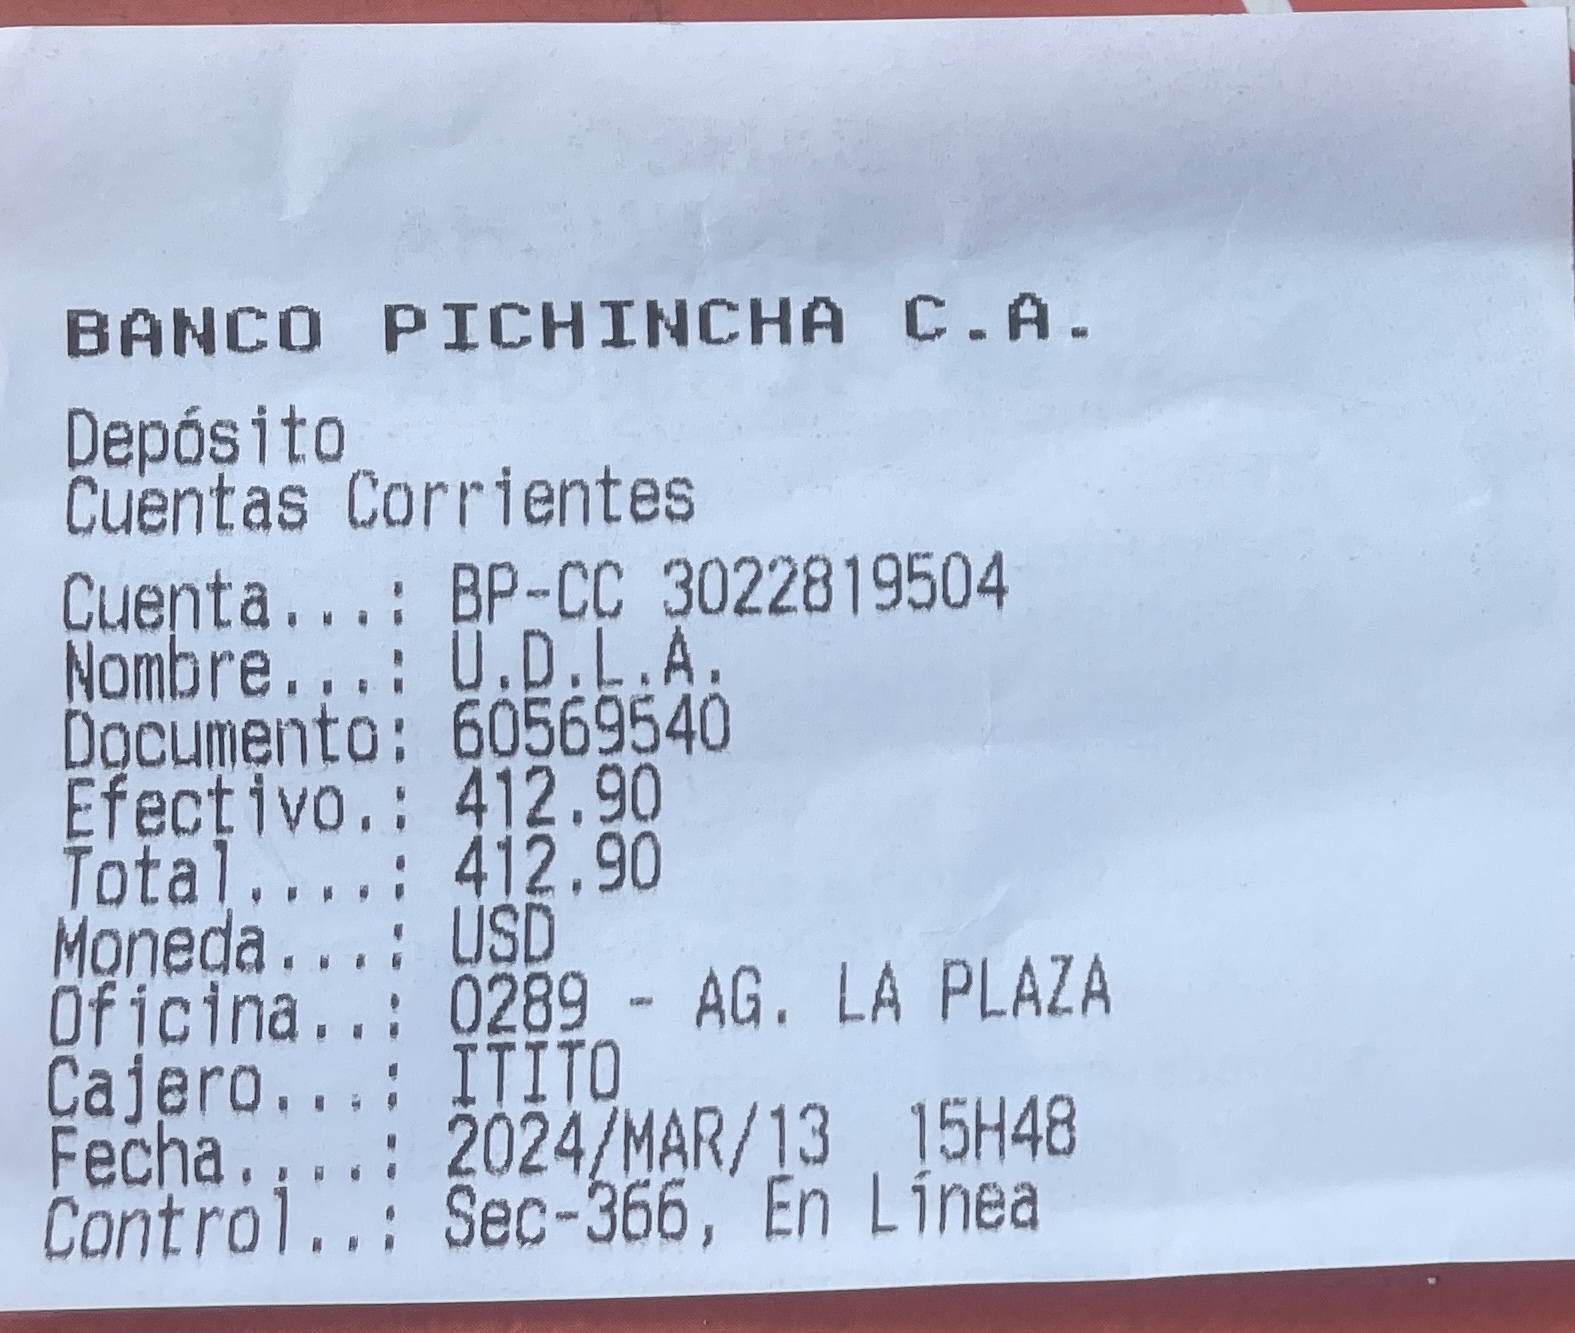 BANCO PICHINCHA C.A.
Depósito
Cuentas Corrientes
Cuenta...: BP-CC 3022819504
Nombre...: U.D.L.A.
Documento: 60569540
Efectivo.: 412.90
Total....: 412.90
Moneda...: USD
Oficina..: 0289 - AG. LA PLAZA
Cajero...: ITITO
Fecha....: 2024/MAR/13 15H48
Control..: Sec-366, En Línea